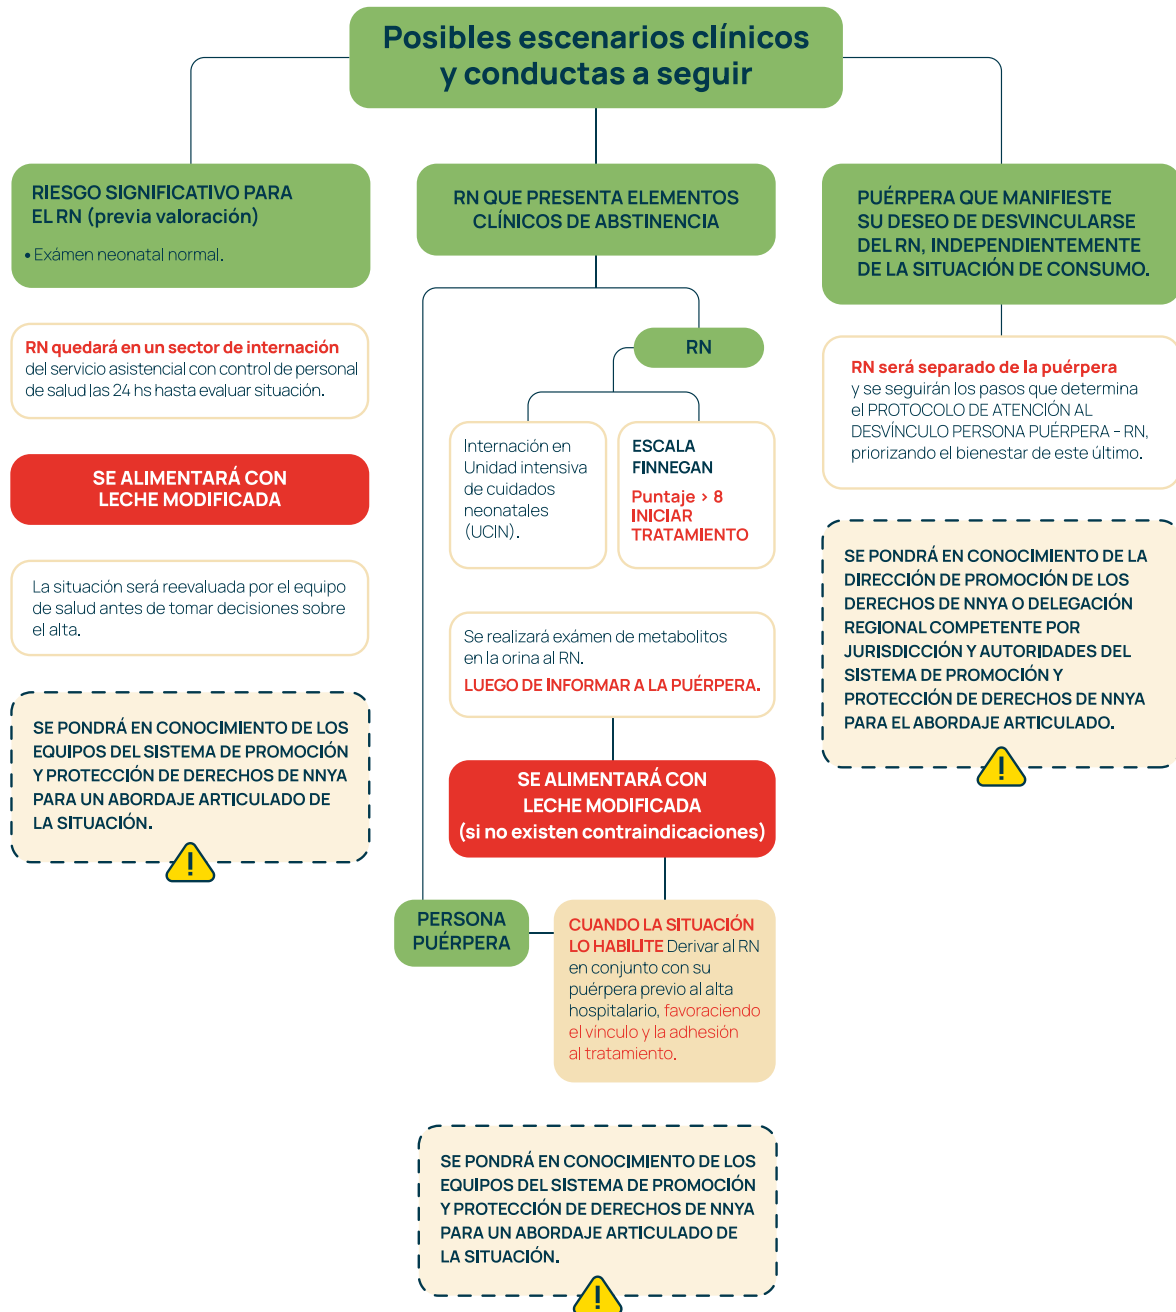 Posibles escenarios clínicos
y conductas a seguir
RIESGO SIGNIFICATIVO PARA
EL RN (previa valoración)
• Exámen neonatal normal.
RN quedará en un sector de internación
del servicio asistencial con control de personal
de salud las 24 hs hasta evaluar situación.
SE ALIMENTARÁ CON
LECHE MODIFICADA
La situación será reevaluada por el equipo
de salud antes de tomar decisiones sobre
el alta.
SE PONDRÁ EN CONOCIMIENTO DE LOS
EQUIPOS DEL SISTEMA DE PROMOCIÓN
Y PROTECCIÓN DE DERECHOS DE NNYA
PARA UN ABORDAJE ARTICULADO DE
LA SITUACIÓN.
!
RN QUE PRESENTA ELEMENTOS
CLÍNICOS DE ABSTINENCIA
RN
Internación en
Unidad intensiva
de cuidados
neonatales
(UCIN).
ESCALA
FINNEGAN
Puntaje > 8
INICIAR
TRATAMIENTO
Se realizará exámen de metabolitos
en la orina al RN.
LUEGO DE INFORMAR A LA PUÉRPERA.
SE ALIMENTARÁ CON
LECHE MODIFICADA
(si no existen contraindicaciones)
PERSONA
PUÉRPERA
CUANDO LA SITUACIÓN
LO HABILITE Derivar al RN
en conjunto con su
puérpera previo al alta
hospitalario, favoraciendo
el vínculo y la adhesión
al tratamiento.
SE PONDRÁ EN CONOCIMIENTO DE LOS
EQUIPOS DEL SISTEMA DE PROMOCIÓN
Y PROTECCIÓN DE DERECHOS DE NNYA
PARA UN ABORDAJE ARTICULADO DE
LA SITUACIÓN.
!
PUÉRPERA QUE MANIFIESTE
SU DESEO DE DESVINCULARSE
DEL RN, INDEPENDIENTEMENTE
DE LA SITUACIÓN DE CONSUMO.
RN será separado de la puérpera
y se seguirán los pasos que determina
el PROTOCOLO DE ATENCIÓN AL
DESVÍNCULO PERSONA PUÉRPERA - RN,
priorizando el bienestar de este último.
SE PONDRÁ EN CONOCIMIENTO DE LA
DIRECCIÓN DE PROMOCIÓN DE LOS
DERECHOS DE NNYA O DELEGACIÓN
REGIONAL COMPETENTE POR
JURISDICCIÓN Y AUTORIDADES DEL
SISTEMA DE PROMOCIÓN Y
PROTECCIÓN DE DERECHOS DE NNYA
PARA EL ABORDAJE ARTICULADO.
!